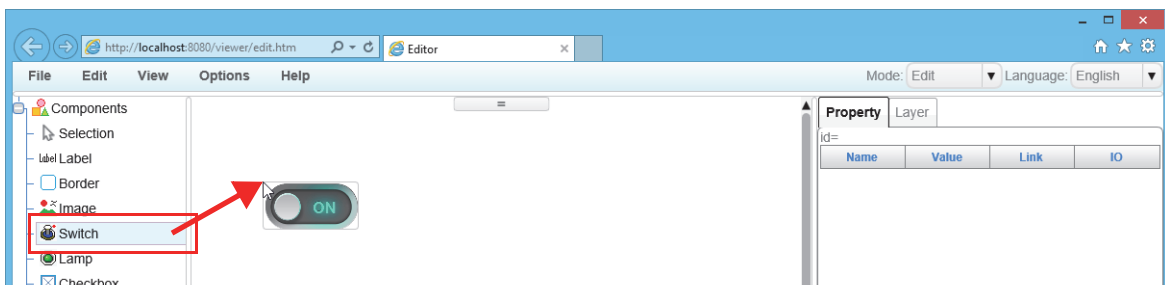 http://localhost:8080/viewer/edit.htm
Editor
File Edit View Options Help
Mode: Edit
Language: English
Components
Selection
Label Label
Border
Image
Switch
Lamp
Checkbox
ON
Property Layer
id=
Name Value Link IO